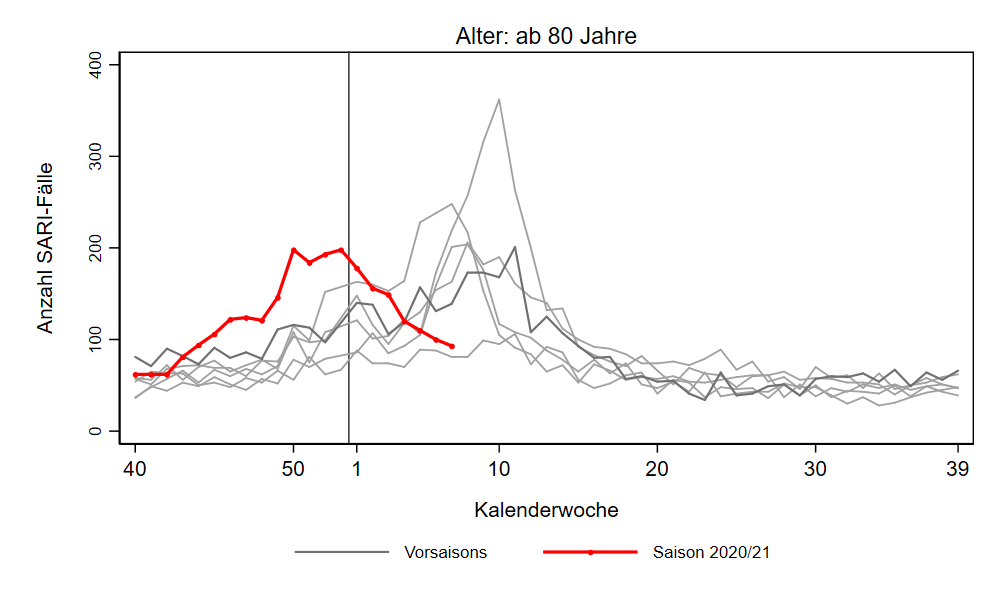 Alter: ab 80 Jahre
Anzahl SARI-Fälle
400
300
200
100
0
40 50 1 10 20 30 39
Kalenderwoche
Vorsaisons Saison 2020/21